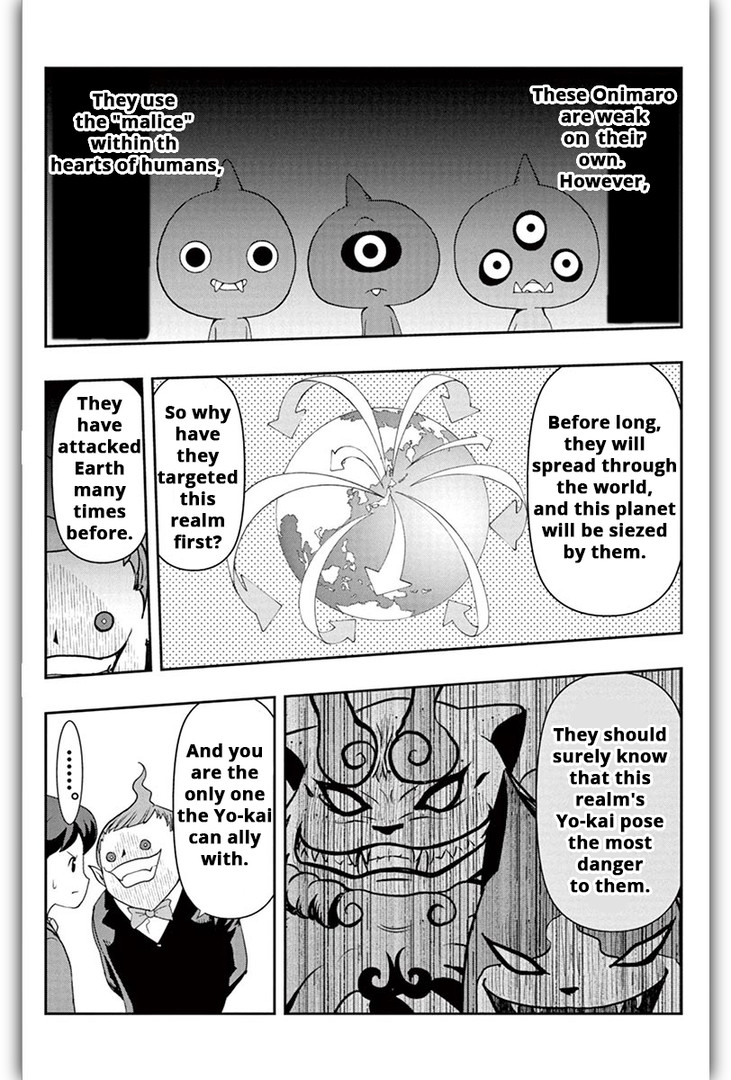 These Onimaro
are weak
on their
own.
However,
They use
the "malice"
within th
hearts of humans,
Before long,
they will
spread through
the world,
and this planet
will be siezed
by them.
So why
have
they
targeted
this
realm
first?
They
have
attacked
Earth
many
times
before.
They should
surely know
that this
realm's
Yo-kai pose
the most
danger
to them.
And you
are the
only one
the Yo-kai
can ally
with.